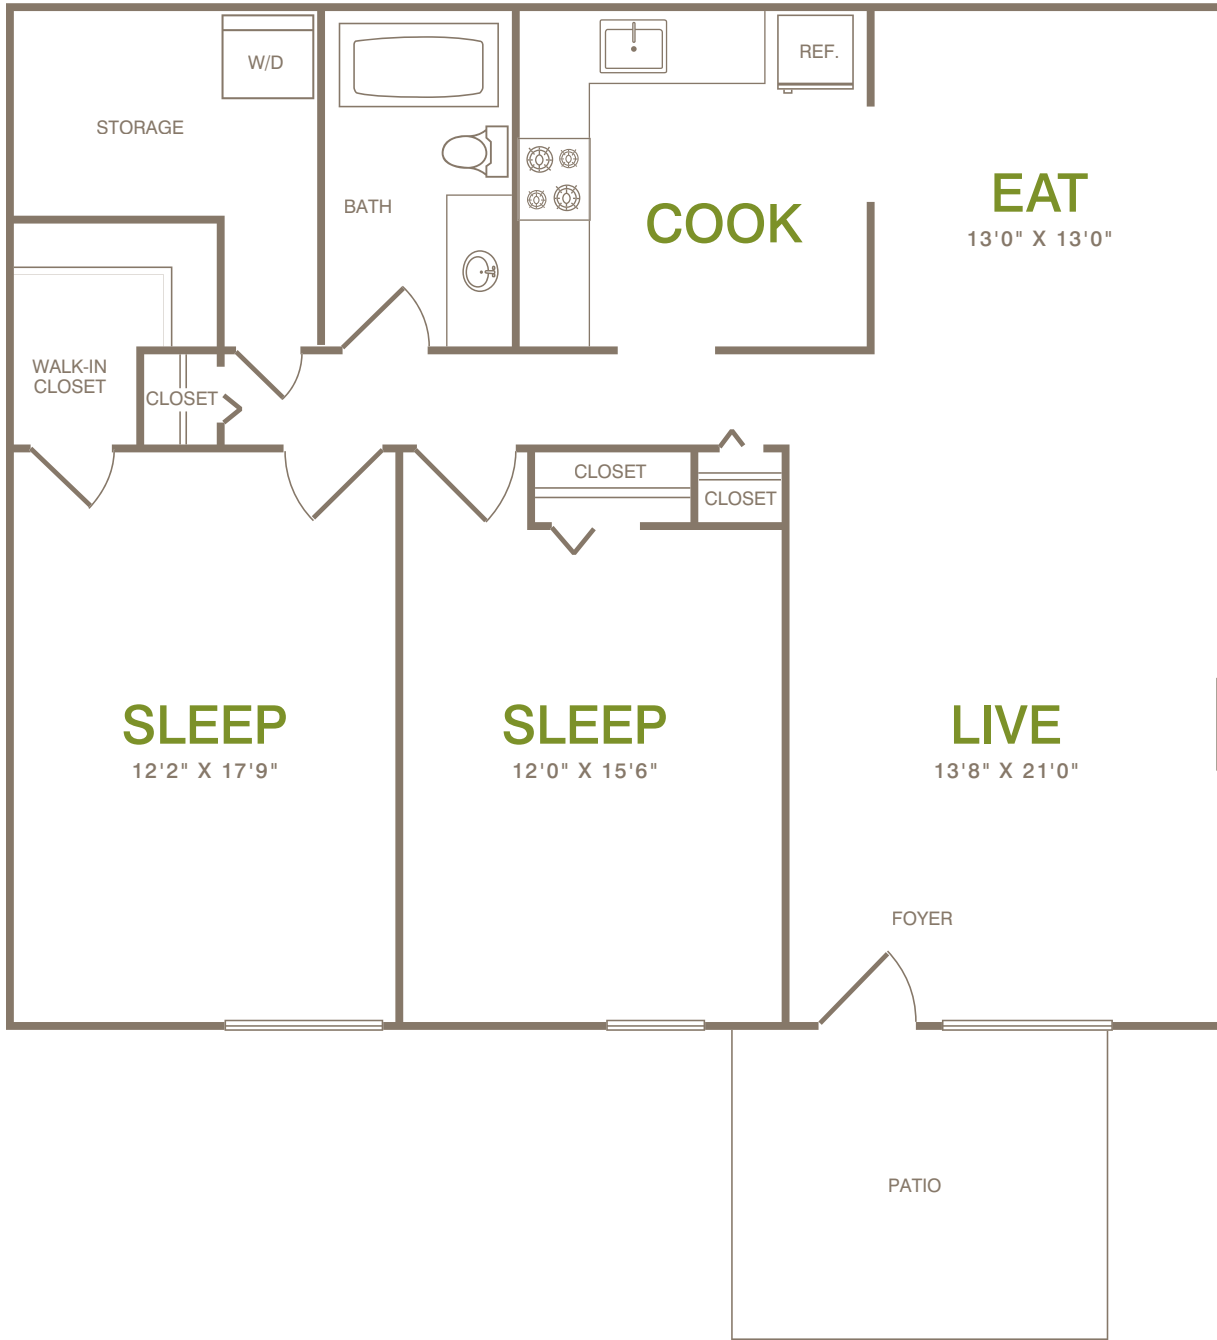 W/D
REF.
STORAGE
BATH
COOK
EAT
13'0" X 13'0"
WALK-IN
CLOSET
CLOSET
CLOSET
CLOSET
SLEEP
12'2" X 17'9"
SLEEP
12'0" X 15'6"
LIVE
13'8" X 21'0"
FOYER
PATIO